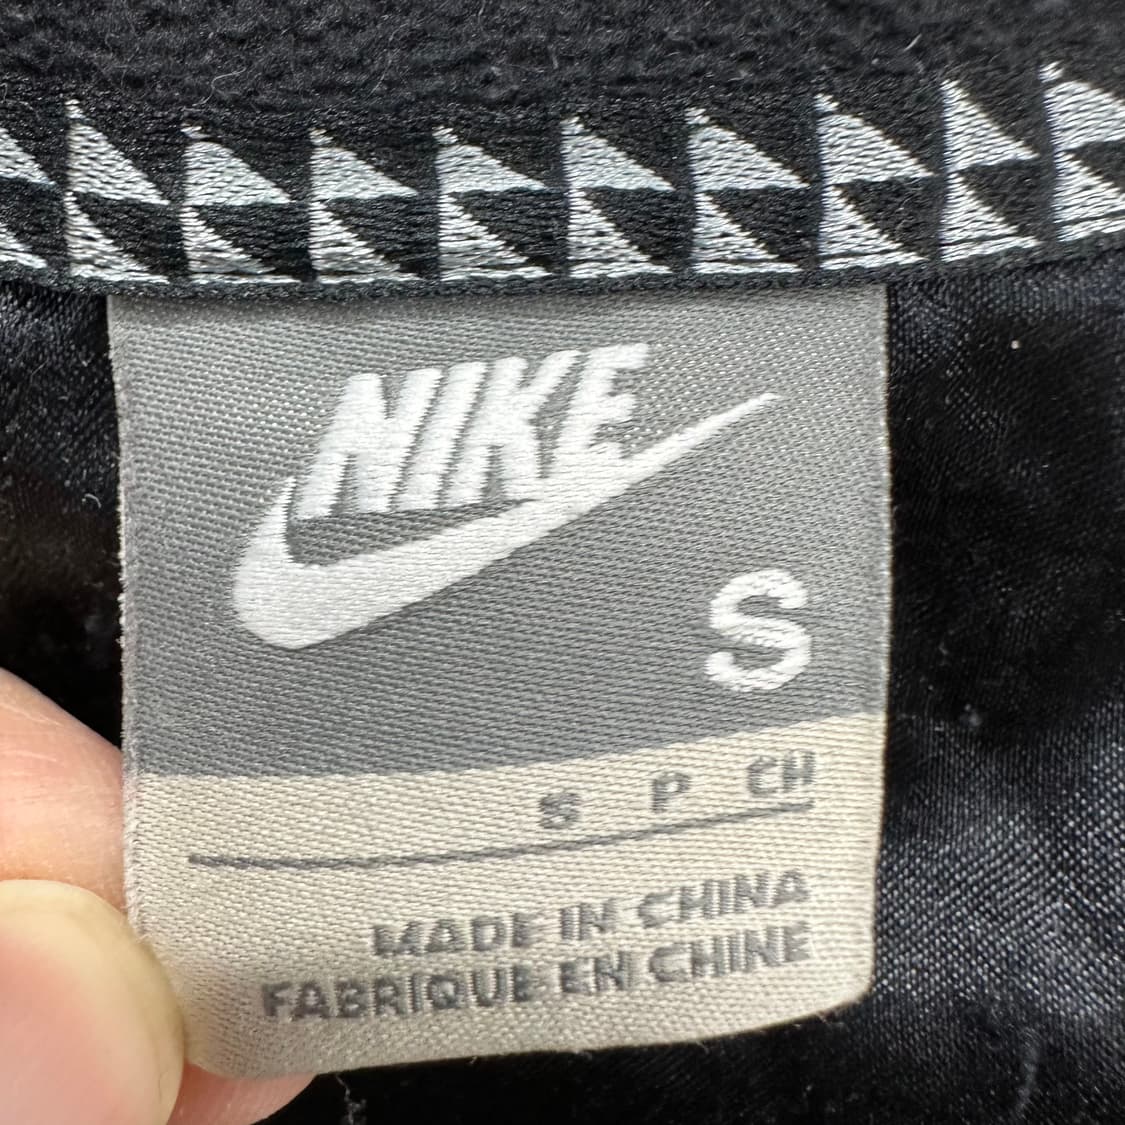 NIKE
S
S P CH
MADE IN CHINA
FABRIQUE EN CHINE